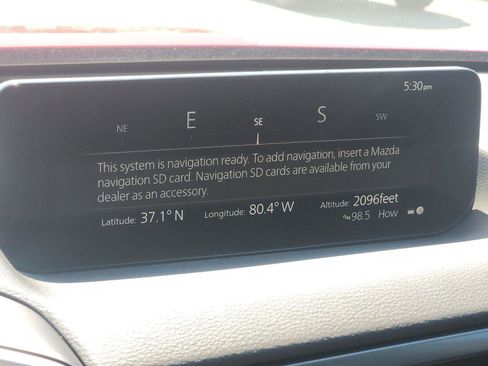 5:30pm
NE E SE S SW
This system is navigation ready. To add navigation, insert a Mazda
navigation SD card. Navigation SD cards are available from your
dealer as an accessory.
Latitude: 37.1° N Longitude: 80.4° W Altitude: 2096feet
98.5 How